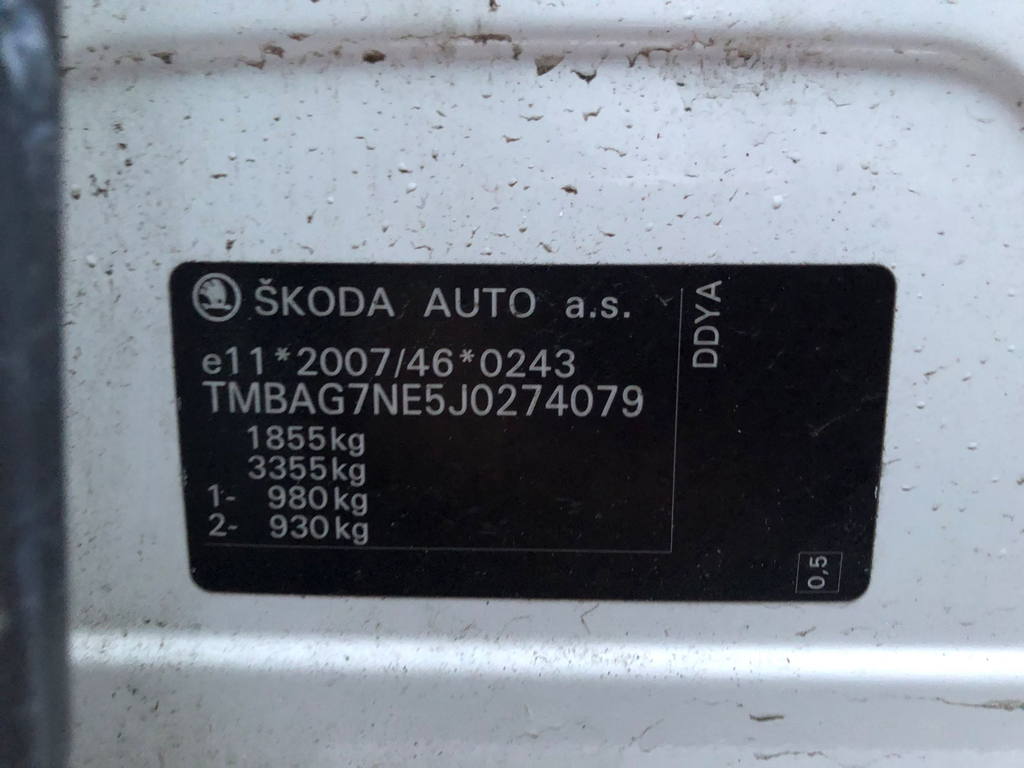 ŠKODA AUTO a.s.
e11*2007/46*0243
TMBAG7NE5J0274079
1855kg
3355kg
1- 980kg
2- 930kg
DDYA
0,5